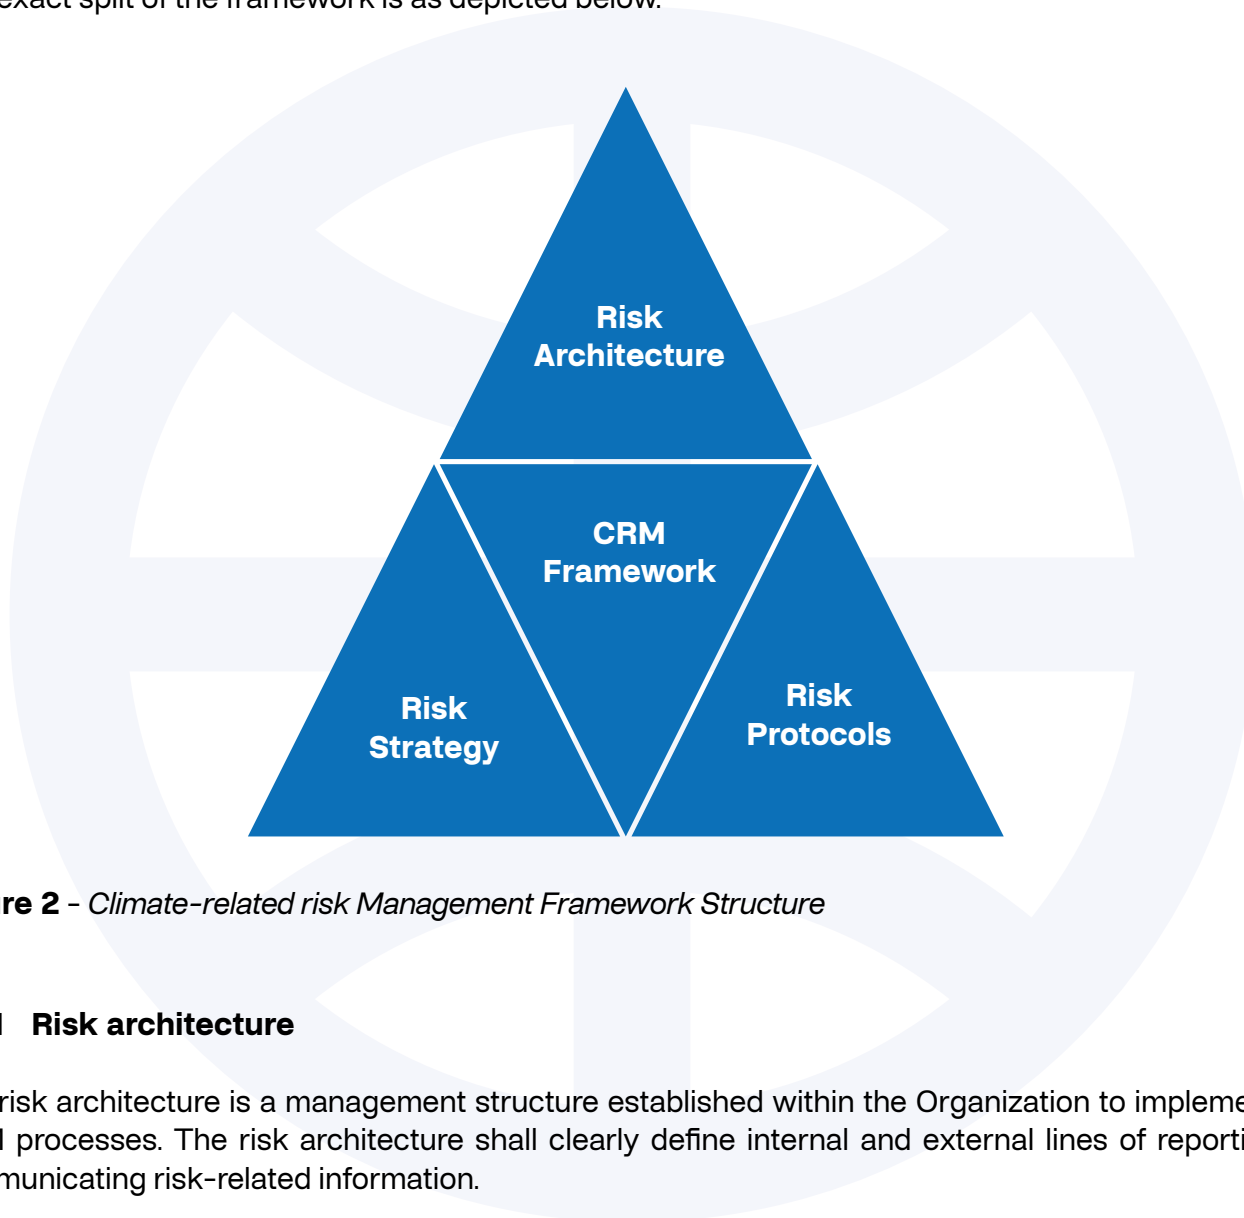 exact split of the framework is as depicted below.
Risk
Architecture
CRM
Framework
Risk
Strategy
Risk
Protocols
re 2 - Climate-related risk Management Framework Structure
Risk architecture
risk architecture is a management structure established within the Organization to impleme
processes. The risk architecture shall clearly define internal and external lines of reporti
municating risk-related information.